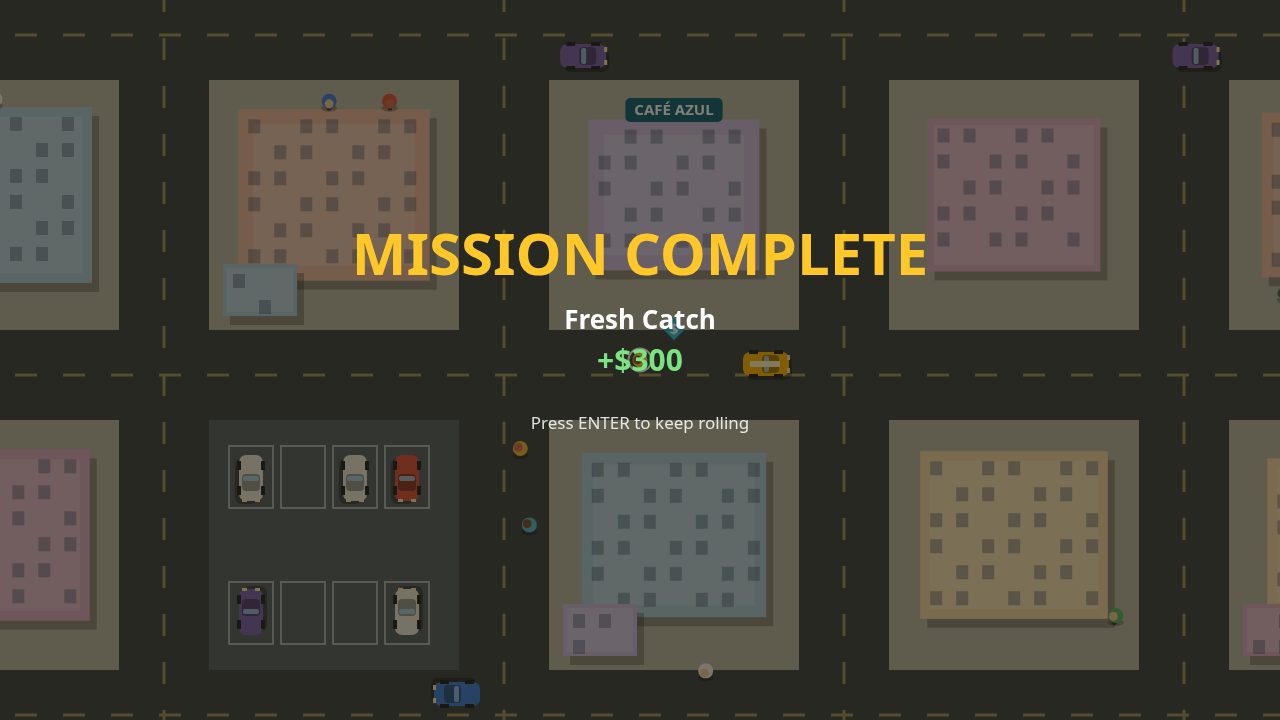 CAFÉ AZUL
MISSION COMPLETE
Fresh Catch
+$300
Press ENTER to keep rolling